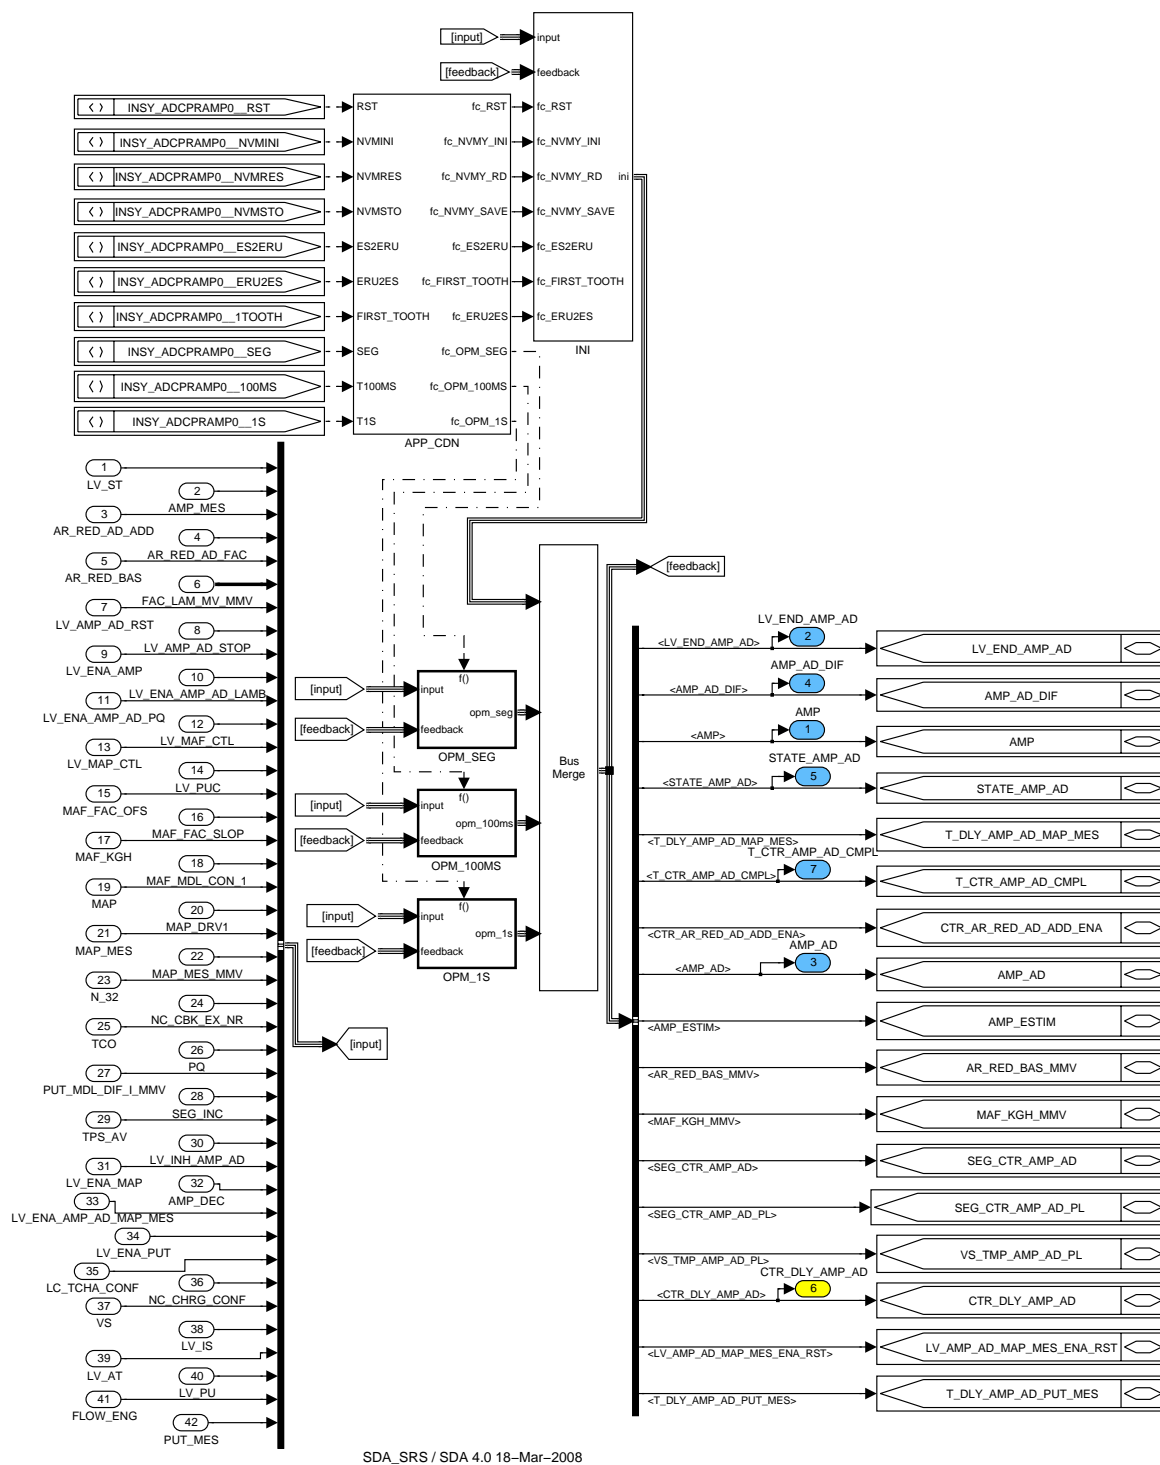 [input]
input
[feedback]
feedback
INSY_ADCPRAMP0__RST
RST
fc_RST
fc_RST
INSY_ADCPRAMP0__NVMINI
NVMINI
fc_NVMY_INI
fc_NVMY_INI
INSY_ADCPRAMP0__NVMRES
NVMRES
fc_NVMY_RD
fc_NVMY_RD
ini
INSY_ADCPRAMP0__NVMSTO
NVMSTO
fc_NVMY_SAVE
fc_NVMY_SAVE
INSY_ADCPRAMP0__ES2ERU
ES2ERU
fc_ES2ERU
fc_ES2ERU
INSY_ADCPRAMP0__ERU2ES
ERU2ES
fc_FIRST_TOOTH
fc_FIRST_TOOTH
INSY_ADCPRAMP0__1TOOTH
FIRST_TOOTH
fc_ERU2ES
fc_ERU2ES
INSY_ADCPRAMP0__SEG
SEG
fc_OPM_SEG
INI
INSY_ADCPRAMP0__100MS
T100MS
fc_OPM_100MS
INSY_ADCPRAMP0__1S
T1S
fc_OPM_1S
APP_CDN
1
LV_ST
2
AMP_MES
3
AR_RED_AD_ADD
4
AR_RED_AD_FAC
5
AR_RED_BAS
6
FAC_LAM_MV_MMV
7
LV_AMP_AD_RST
8
LV_AMP_AD_STOP
9
LV_ENA_AMP
10
LV_ENA_AMP_AD_LAMB
11
LV_ENA_AMP_AD_PQ
12
LV_MAF_CTL
13
LV_MAP_CTL
14
LV_PUC
15
MAF_FAC_OFS
16
MAF_FAC_SLOP
17
MAF_KGH
18
MAF_MDL_CON_1
19
MAP
20
MAP_DRV1
21
MAP_MES
22
MAP_MES_MMV
23
N_32
24
NC_CBK_EX_NR
25
TCO
26
PQ
27
PUT_MDL_DIF_I_MMV
28
SEG_INC
29
TPS_AV
30
LV_INH_AMP_AD
31
LV_ENA_MAP
32
AMP_DEC
33
LV_ENA_AMP_AD_MAP_MES
34
LV_ENA_PUT
35
LC_TCHA_CONF
36
NC_CHRG_CONF
37
VS
38
LV_IS
39
LV_AT
40
LV_PU
41
FLOW_ENG
42
PUT_MES
[input]
f()
[input]
input
opm_seg
[feedback]
feedback
OPM_SEG
f()
[input]
input
opm_100ms
[feedback]
feedback
OPM_100MS
f()
[input]
input
opm_1s
[feedback]
feedback
OPM_1S
Bus
Merge
[feedback]
LV_END_AMP_AD
2
<LV_END_AMP_AD>
LV_END_AMP_AD
AMP_AD_DIF
4
<AMP_AD_DIF>
AMP_AD_DIF
AMP
1
<AMP>
AMP
STATE_AMP_AD
5
<STATE_AMP_AD>
STATE_AMP_AD
<T_DLY_AMP_AD_MAP_MES>
T_DLY_AMP_AD_MAP_MES
T_CTR_AMP_AD_CMPL
7
<T_CTR_AMP_AD_CMPL>
T_CTR_AMP_AD_CMPL
<CTR_AR_RED_AD_ADD_ENA>
CTR_AR_RED_AD_ADD_ENA
AMP_AD
3
<AMP_AD>
AMP_AD
<AMP_ESTIM>
AMP_ESTIM
<AR_RED_BAS_MMV>
AR_RED_BAS_MMV
<MAF_KGH_MMV>
MAF_KGH_MMV
<SEG_CTR_AMP_AD>
SEG_CTR_AMP_AD
<SEG_CTR_AMP_AD_PL>
SEG_CTR_AMP_AD_PL
<VS_TMP_AMP_AD_PL>
VS_TMP_AMP_AD_PL
CTR_DLY_AMP_AD
6
<CTR_DLY_AMP_AD>
CTR_DLY_AMP_AD
<LV_AMP_AD_MAP_MES_ENA_RST>
LV_AMP_AD_MAP_MES_ENA_RST
<T_DLY_AMP_AD_PUT_MES>
T_DLY_AMP_AD_PUT_MES
SDA_SRS / SDA 4.0 18−Mar−2008